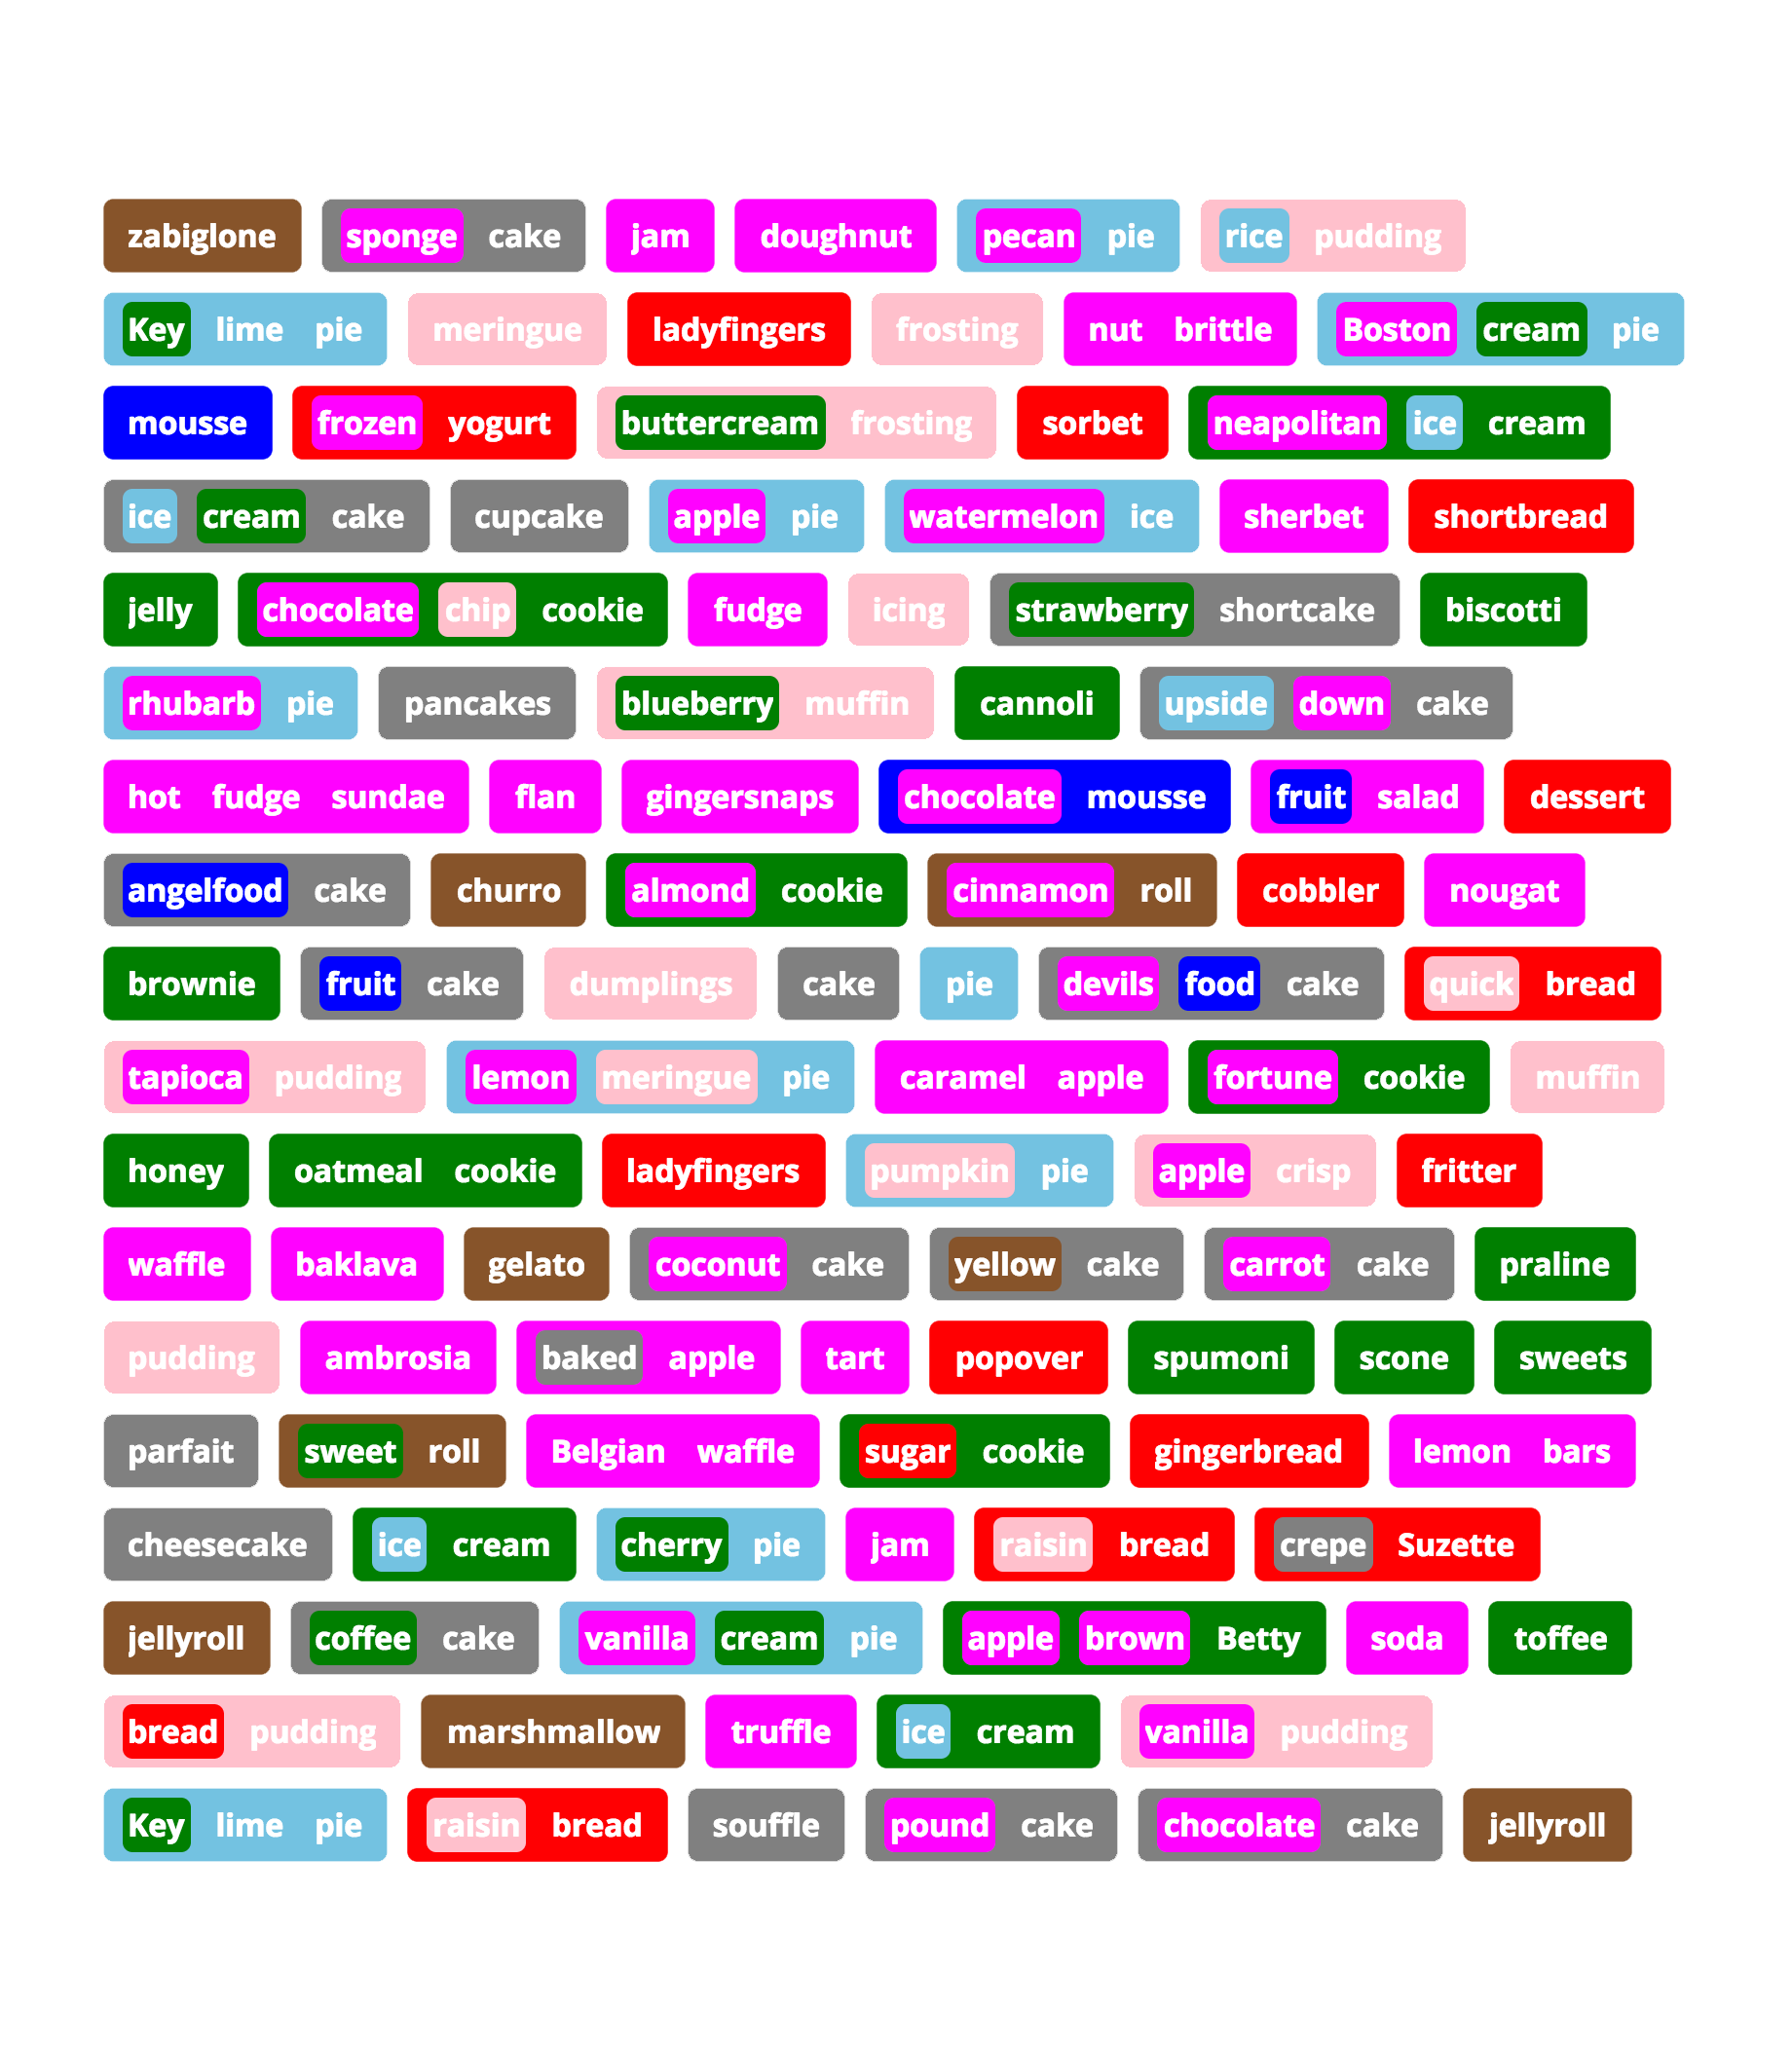 zabiglone sponge cake jam doughnut pecan pie rice pudding
Key lime pie meringue ladyfingers frosting nut brittle Boston cream pie
mousse frozen yogurt buttercream frosting sorbet neapolitan ice cream
ice cream cake cupcake apple pie watermelon ice sherbet shortbread
jelly chocolate chip cookie fudge icing strawberry shortcake biscotti
rhubarb pie pancakes blueberry muffin cannoli upside down cake
hot fudge sundae flan gingersnaps chocolate mousse fruit salad dessert
angelfood cake churro almond cookie cinnamon roll cobbler nougat
brownie fruit cake dumplings cake pie devils food cake quick bread
tapioca pudding lemon meringue pie caramel apple fortune cookie muffin
honey oatmeal cookie ladyfingers pumpkin pie apple crisp fritter
waffle baklava gelato coconut cake yellow cake carrot cake praline
pudding ambrosia baked apple tart popover spumoni scone sweets
parfait sweet roll Belgian waffle sugar cookie gingerbread lemon bars
cheesecake ice cream cherry pie jam raisin bread crepe Suzette
jellyroll coffee cake vanilla cream pie apple brown Betty soda toffee
bread pudding marshmallow truffle ice cream vanilla pudding
Key lime pie raisin bread souffle pound cake chocolate cake jellyroll